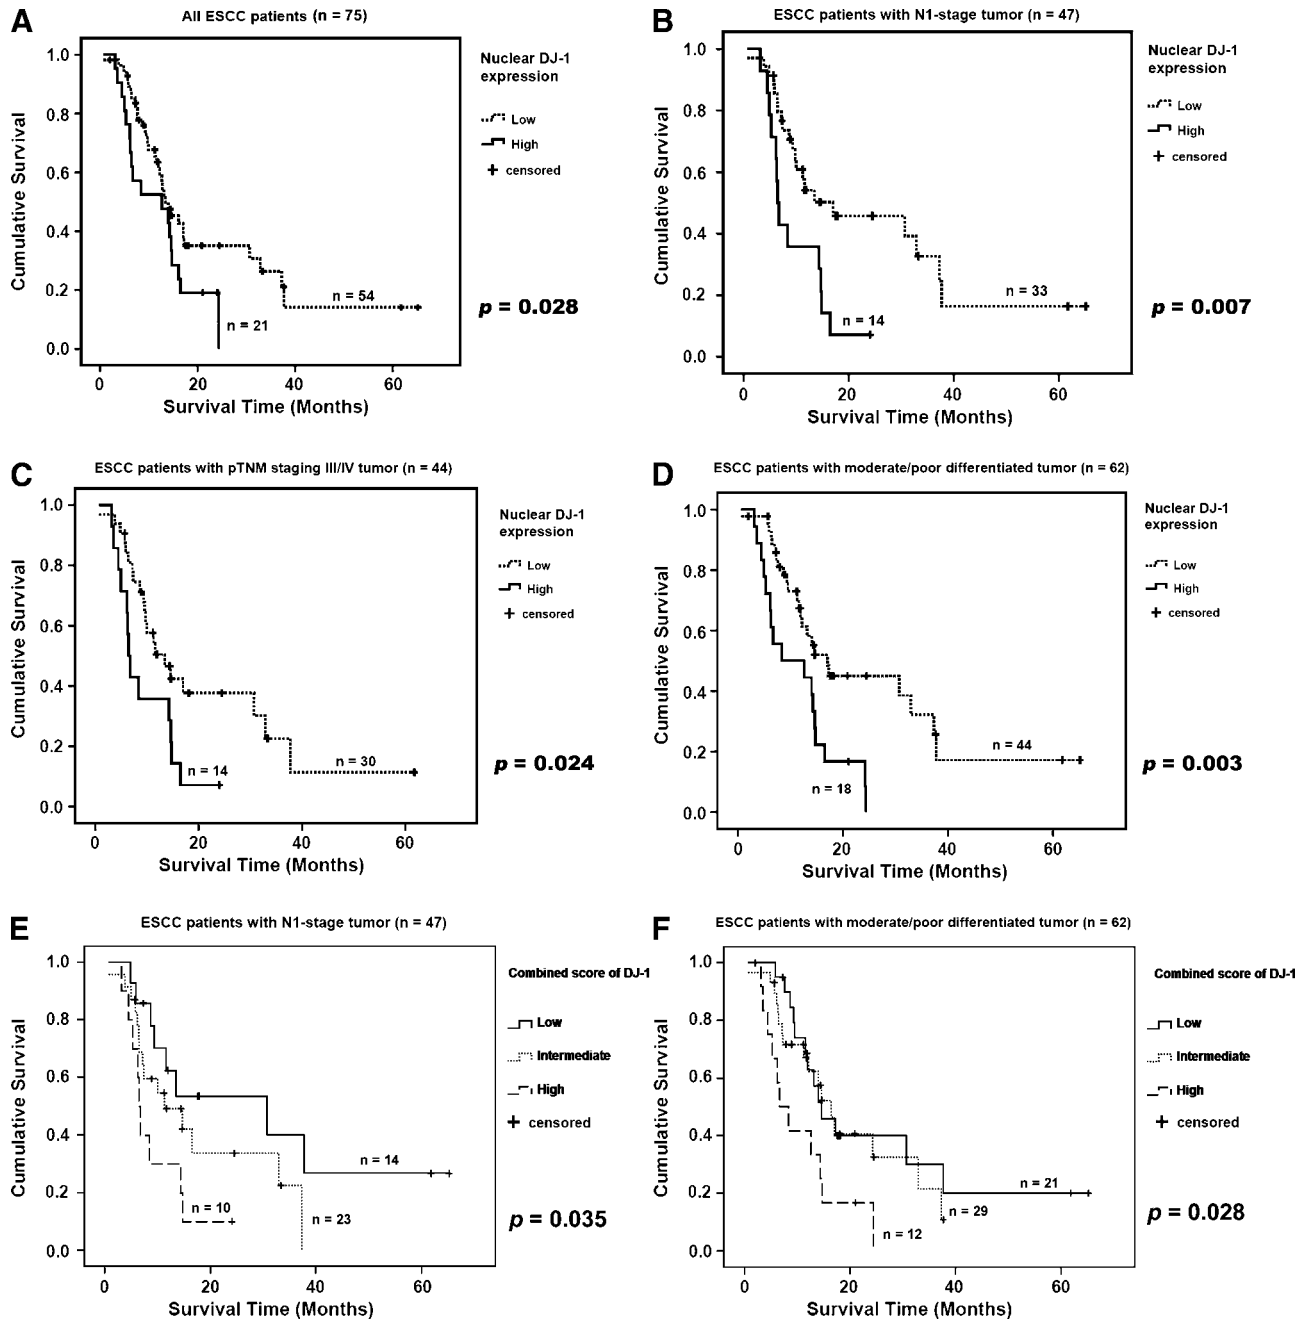 A
All ESCC patients (n = 75)
Cumulative Survival
1.0
0.8
0.6
0.4
0.2
0.0
0
20
40
60
Survival Time (Months)
n = 54
n = 21
Nuclear DJ-1
expression
Low
High
censored
p = 0.028
B
ESCC patients with N1-stage tumor (n = 47)
Cumulative Survival
1.0
0.8
0.6
0.4
0.2
0.0
0
20
40
60
Survival Time (Months)
n = 33
n = 14
Nuclear DJ-1
expression
Low
High
censored
p = 0.007
C
ESCC patients with pTNM staging III/IV tumor (n = 44)
Cumulative Survival
1.0
0.8
0.6
0.4
0.2
0.0
0
20
40
60
Survival Time (Months)
n = 14
n = 30
Nuclear DJ-1
expression
Low
High
censored
p = 0.024
D
ESCC patients with moderate/poor differentiated tumor (n = 62)
Cumulative Survival
1.0
0.8
0.6
0.4
0.2
0.0
0
20
40
60
Survival Time (Months)
n = 44
n = 18
Nuclear DJ-1
expression
Low
High
censored
p = 0.003
E
ESCC patients with N1-stage tumor (n = 47)
Cumulative Survival
1.0
0.8
0.6
0.4
0.2
0.0
0
20
40
60
Survival Time (Months)
n = 14
n = 10
n = 23
Combined score of DJ-1
Low
Intermediate
High
censored
p = 0.035
F
ESCC patients with moderate/poor differentiated tumor (n = 62)
Cumulative Survival
1.0
0.8
0.6
0.4
0.2
0.0
0
20
40
60
Survival Time (Months)
n = 21
n = 29
n = 12
Combined score of DJ-1
Low
Intermediate
High
censored
p = 0.028